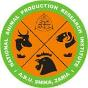 NATIONAL ANIMAL PRODUCTION RESEARCH INSTITUTE
A.B.U. SHIKA, ZARIA